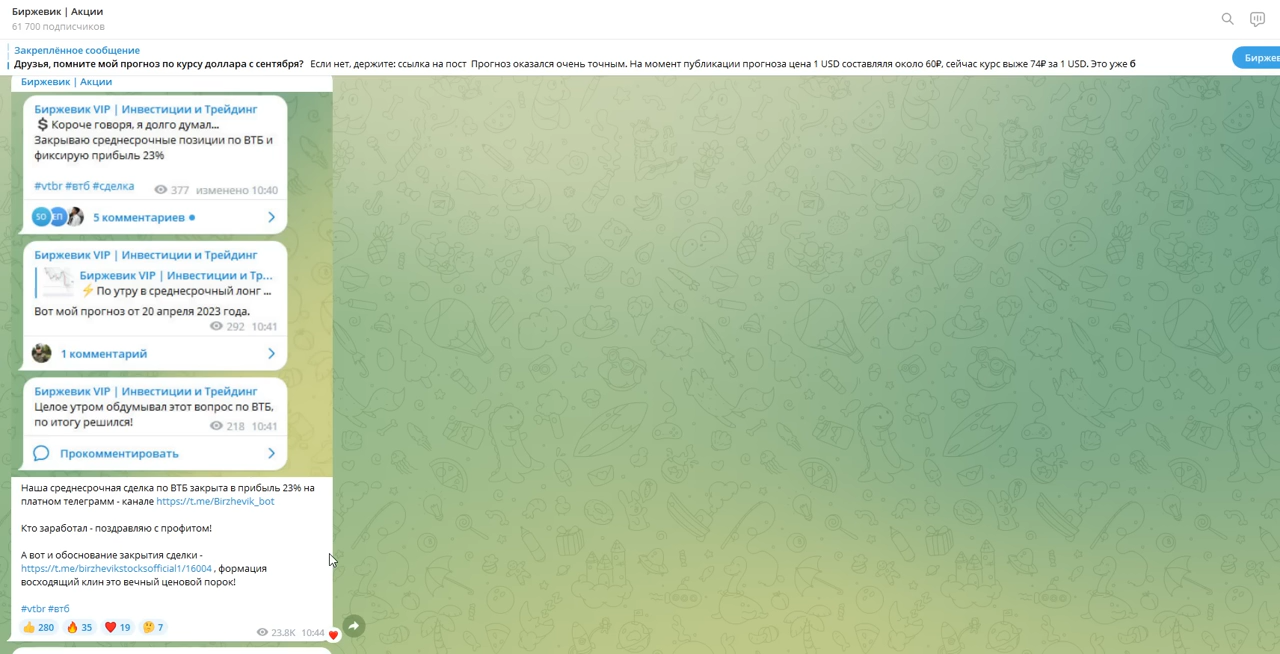 Биржевик | Акции
61 700 подписчиков
Закреплённое сообщение
Друзья, помните мой прогноз по курсу доллара с сентября? Если нет, держите: ссылка на пост Прогноз оказался очень точным. На момент публикации прогноза цена 1 USD составляла около 60₽, сейчас курс выже 74₽ за 1 USD. Это уже б
Биржев
Биржевик | Акции
Биржевик VIP | Инвестиции и Трейдинг
💲Короче говоря, я долго думал...
Закрываю среднесрочные позиции по ВТБ и
фиксирую прибыль 23%
#vtbr #втб #сделка
377 изменено 10:40
SO ЕП 5 комментариев
Биржевик VIP | Инвестиции и Трейдинг
Биржевик VIP | Инвестиции и Тр...
⚡По утру в среднесрочный лонг ...
Вот мой прогноз от 20 апреля 2023 года.
292 10:41
1 комментарий
Биржевик VIP | Инвестиции и Трейдинг
Целое утром обдумывал этот вопрос по ВТБ,
по итогу решился!
218 10:41
Прокомментировать
Наша среднесрочная сделка по ВТБ закрыта в прибыль 23% на
платном телеграмм - канале https://t.me/Birzhevik_bot
Кто заработал - поздравляю с профитом!
А вот и обоснование закрытия сделки -
https://t.me/birzhevikstocksofficial1/16004 , формация
восходящий клин это вечный ценовой порок!
#vtbr #втб
👍 280 🔥 35 ❤️ 19 🤔 7
23.8K 10:44